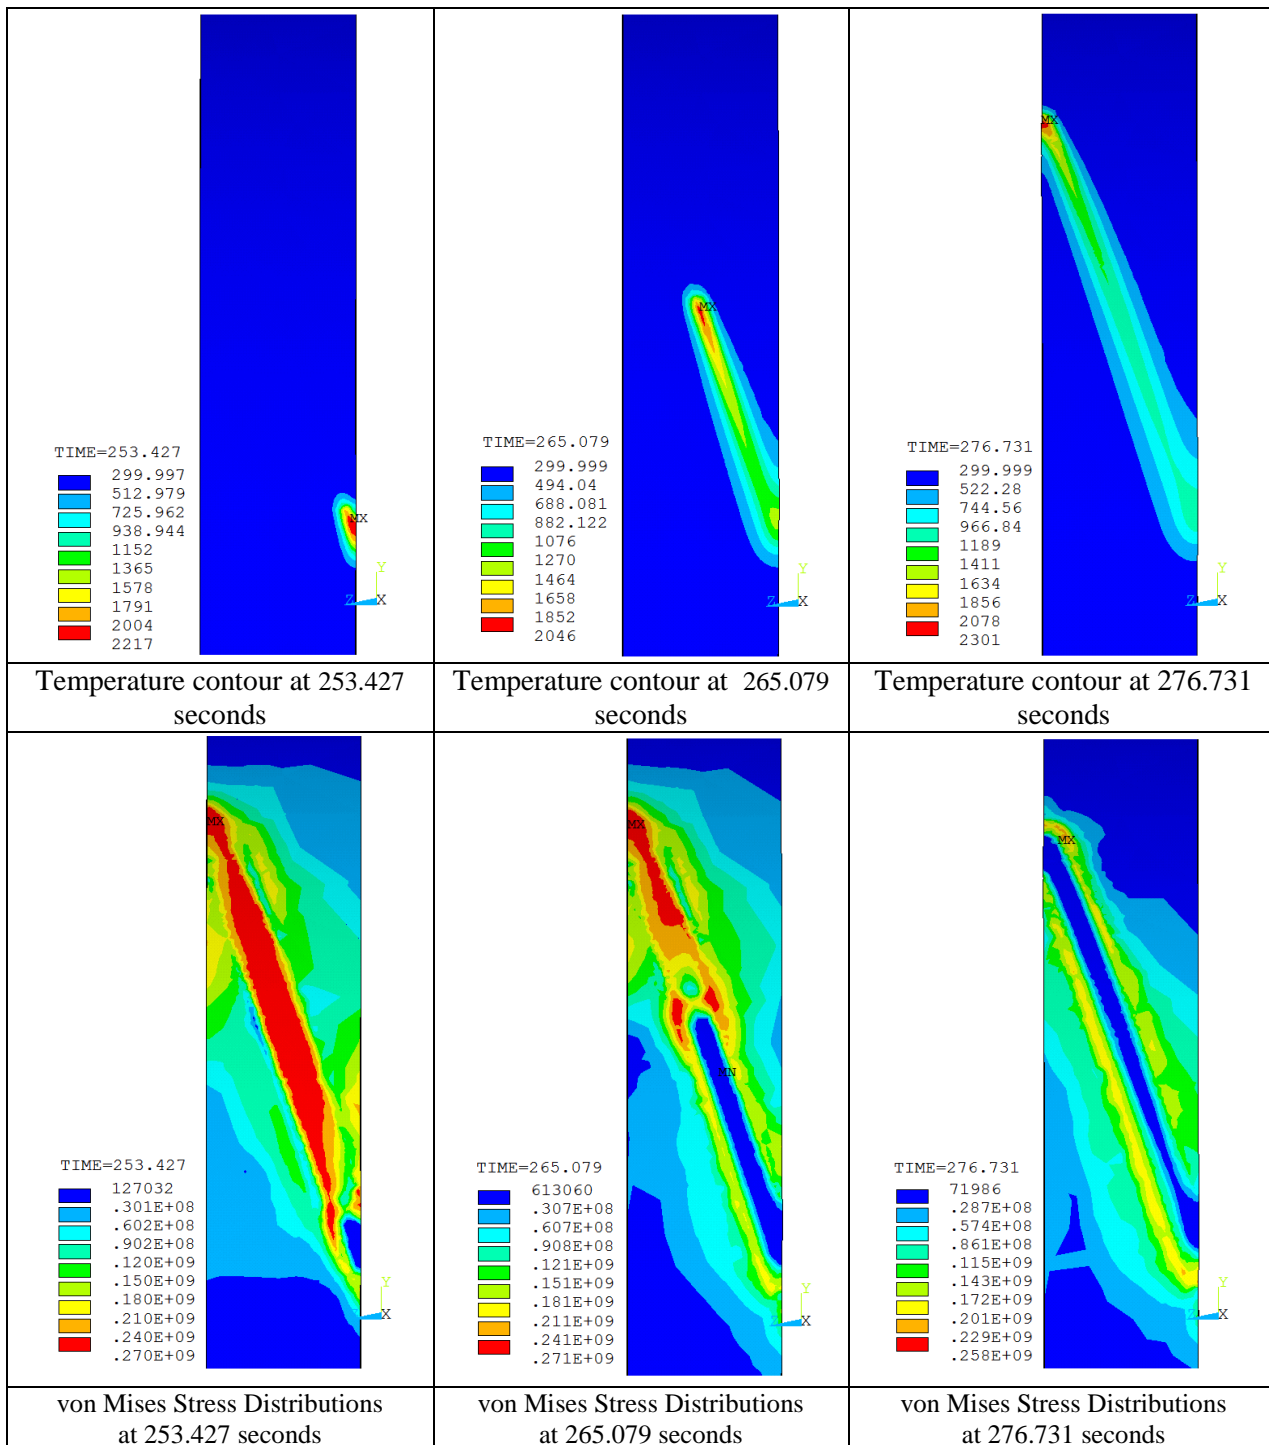 MX
TIME=253.427
299.997
512.979
725.962
938.944
1152
1365
1578
1791
2004
2217
Y
Z X
MX
TIME=265.079
299.999
494.04
688.081
882.122
1076
1270
1464
1658
1852
2046
Y
Z X
MX
TIME=276.731
299.999
522.28
744.56
966.84
1189
1411
1634
1856
2078
2301
Y
Z X
Temperature contour at 253.427
seconds
Temperature contour at 265.079
seconds
Temperature contour at 276.731
seconds
MX
TIME=253.427
127032
.301E+08
.602E+08
.902E+08
.120E+09
.150E+09
.180E+09
.210E+09
.240E+09
.270E+09
Y
Z X
MX
MN
TIME=265.079
613060
.307E+08
.607E+08
.908E+08
.121E+09
.151E+09
.181E+09
.211E+09
.241E+09
.271E+09
Y
Z X
MX
TIME=276.731
71986
.287E+08
.574E+08
.861E+08
.115E+09
.143E+09
.172E+09
.201E+09
.229E+09
.258E+09
Y
Z X
von Mises Stress Distributions
at 253.427 seconds
von Mises Stress Distributions
at 265.079 seconds
von Mises Stress Distributions
at 276.731 seconds